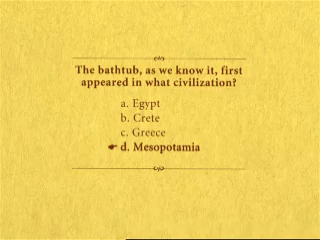 The bathtub, as we know it, first
appeared in what civilization?
a. Egypt
b. Crete
c. Greece
d. Mesopotamia